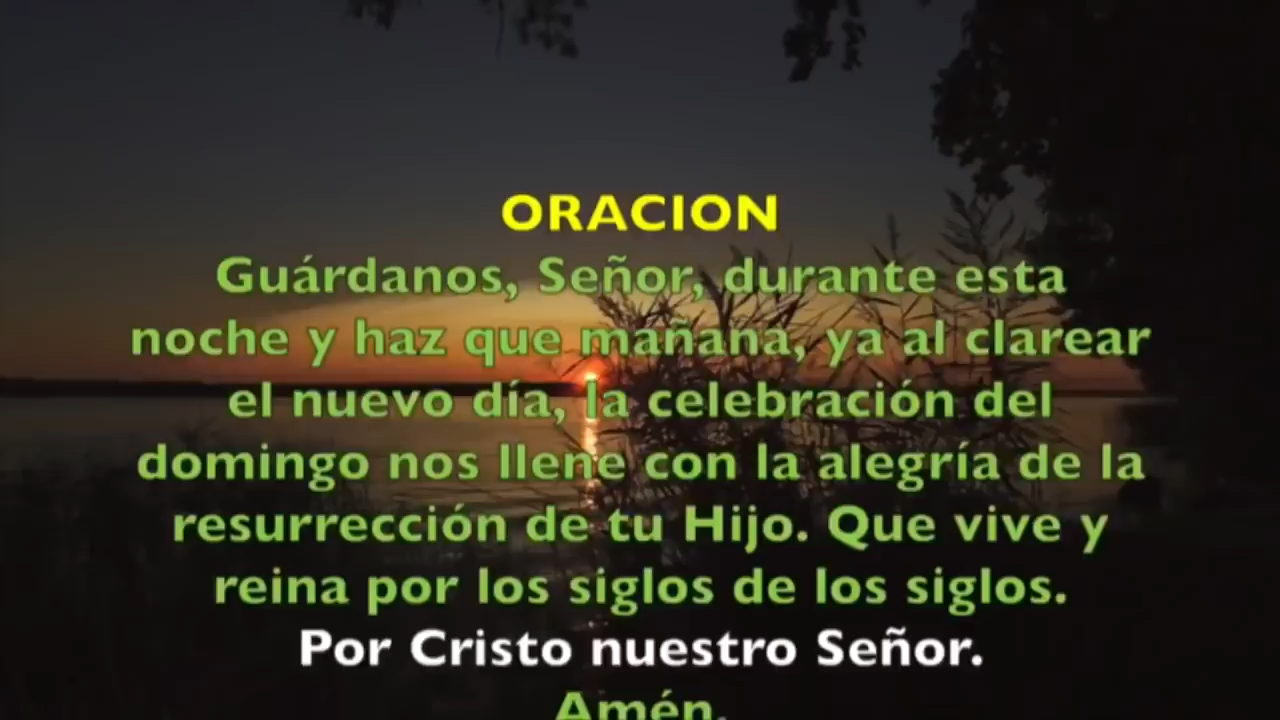 ORACION
Guárdanos, Señor, durante esta
noche y haz que mañana, ya al clarear
el nuevo día, la celebración del
domingo nos llene con la alegría de la
resurrección de tu Hijo. Que vive y
reina por los siglos de los siglos.
Por Cristo nuestro Señor.
Amén.